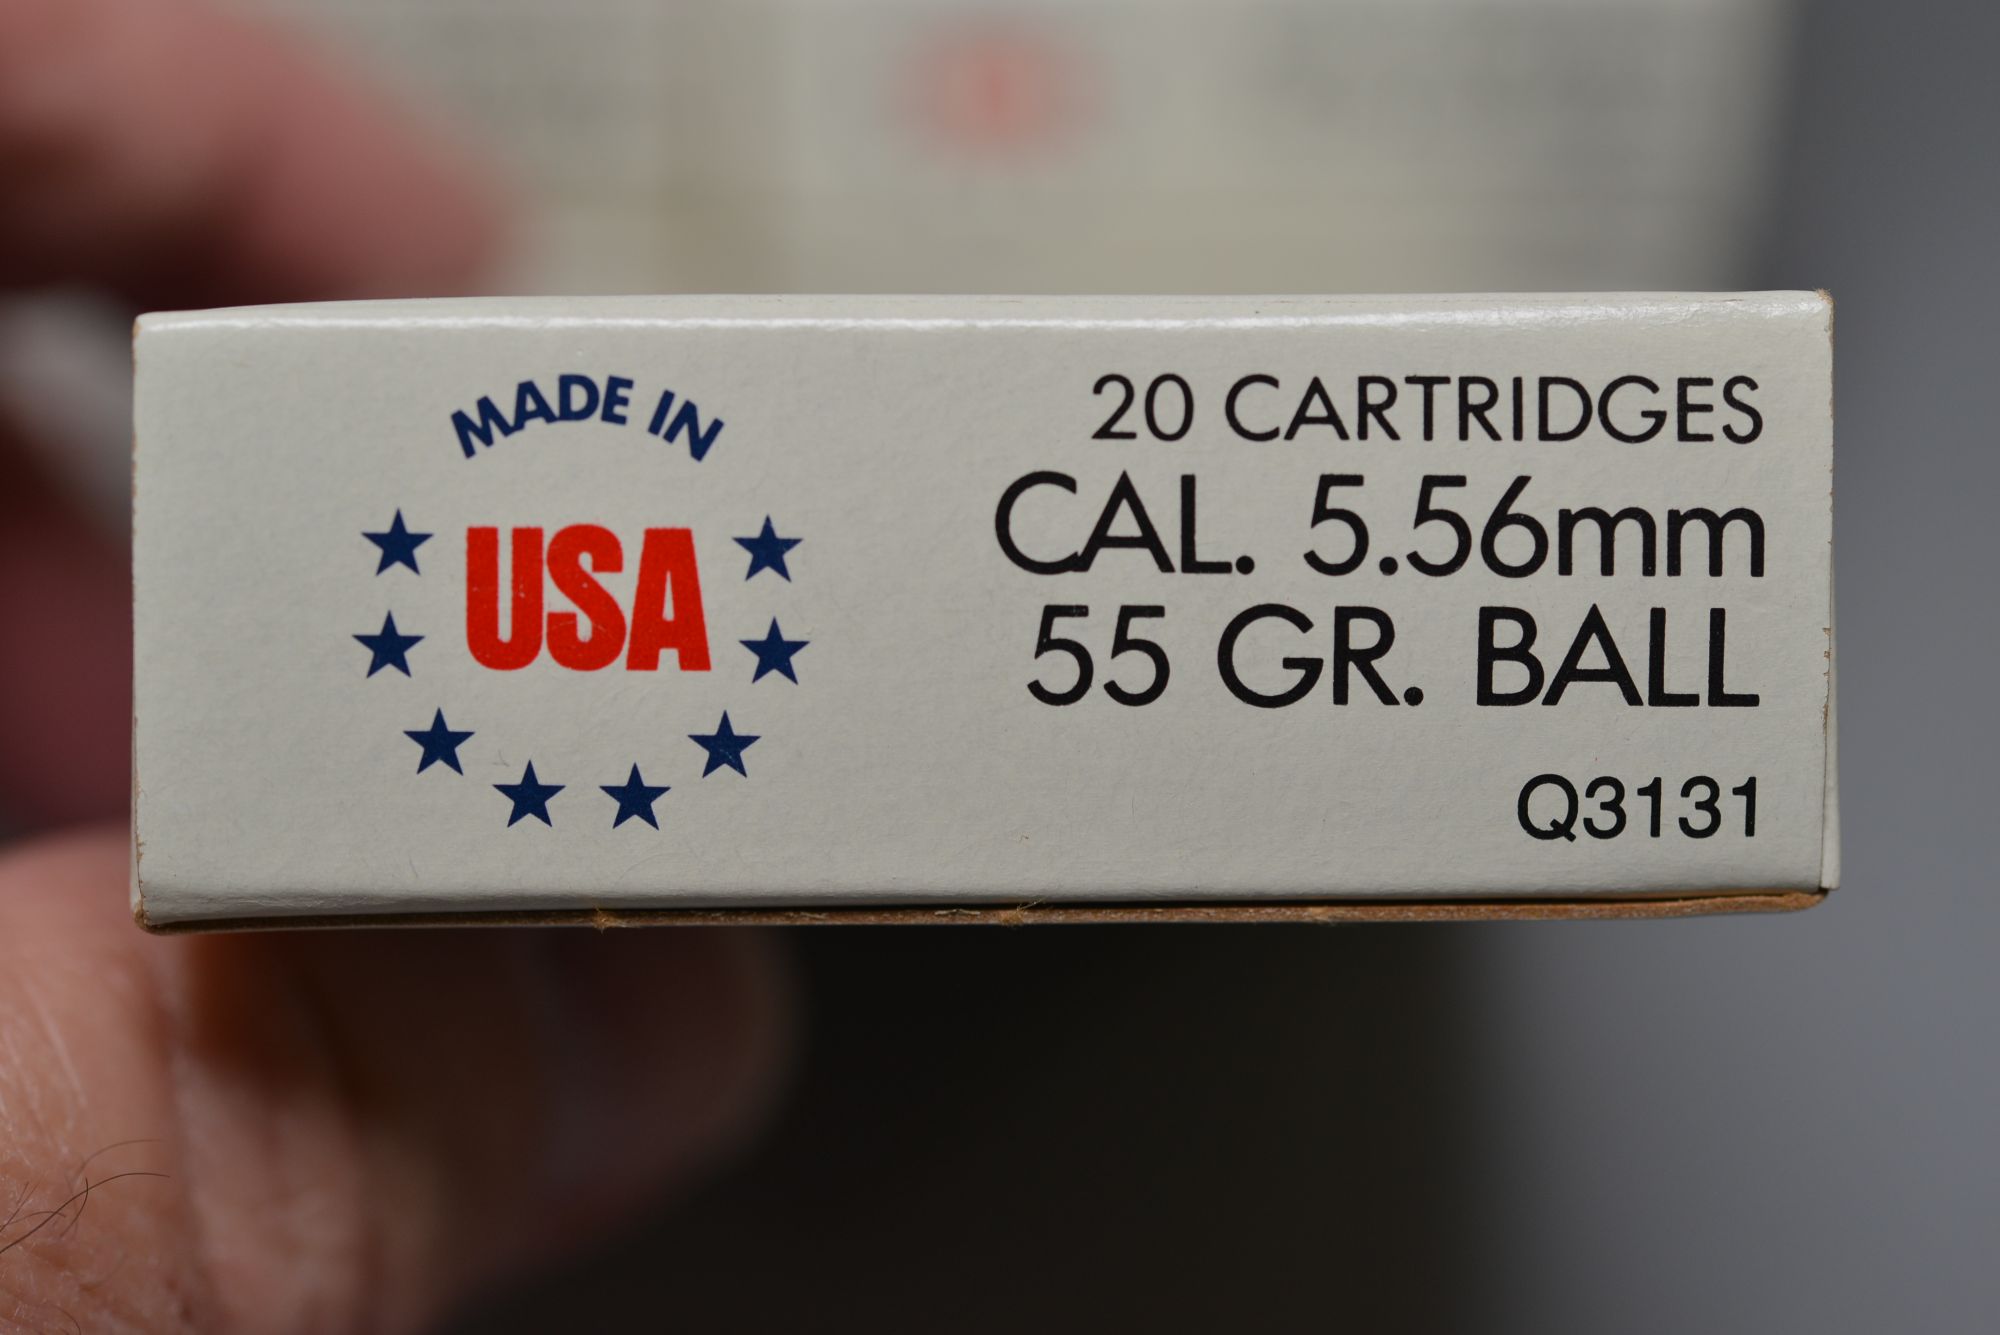 MADE IN
USA
20 CARTRIDGES
CAL. 5.56mm
55 GR. BALL
Q3131